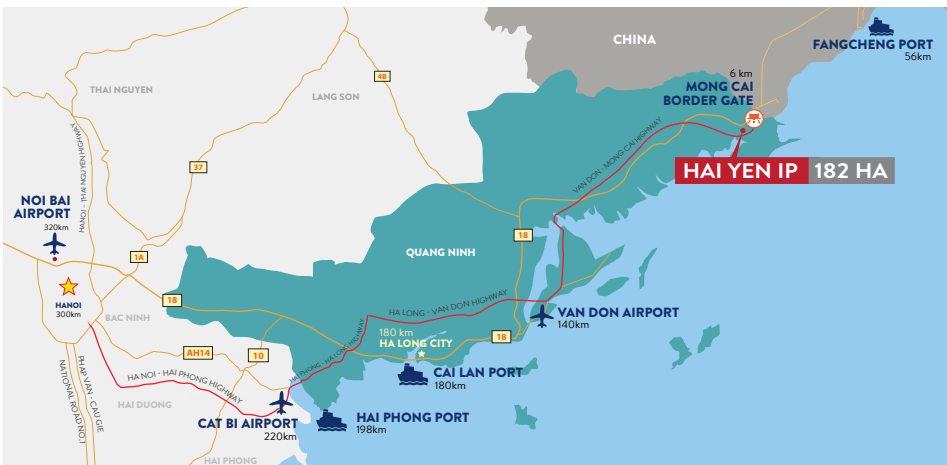 CHINA
FANGCHENG PORT
56km
6 km
MONG CAI
BORDER GATE
4B
THAI NGUYEN
LANG SON
HANOI - THAI NGUYEN HIGHWAY
VAN DON - MONG CAI HIGHWAY
HAI YEN IP 182 HA
37
NOI BAI
AIRPORT
320km
18
1A
QUANG NINH
HANOI
300km
18
BAC NINH
HA LONG - VAN DON HIGHWAY
VAN DON AIRPORT
140km
180 km
HA LONG CITY
18
AH14
10
HAI PHONG - HA LONG HIGHWAY
CAI LAN PORT
180km
HA NOI - HAI PHONG HIGHWAY
PHAP VAN - CAU GIE
NATIONAL ROAD NO.1
HAI DUONG
CAT BI AIRPORT
220km
HAI PHONG PORT
198km
HAI PHONG